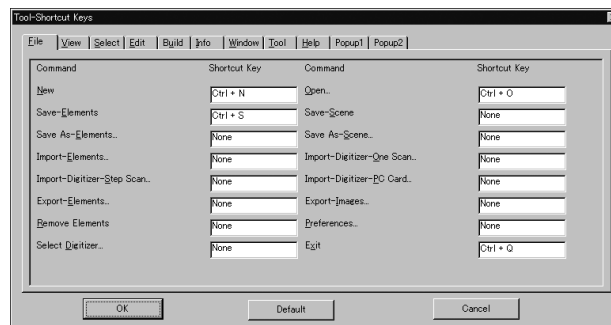 Tool-Shortcut Keys
File View Select Edit Build Info Window Tool Help Popup1 Popup2
Command Shortcut Key Command Shortcut Key
New Ctrl + N Open... Ctrl + O
Save-Elements Ctrl + S Save-Scene None
Save As-Elements... None Save As-Scene... None
Import-Elements... None Import-Digitizer-One Scan... None
Import-Digitizer-Step Scan... None Import-Digitizer-PC Card... None
Export-Elements... None Export-Images... None
Remove Elements None Preferences... None
Select Digitizer... None Exit Ctrl + Q
OK Default Cancel